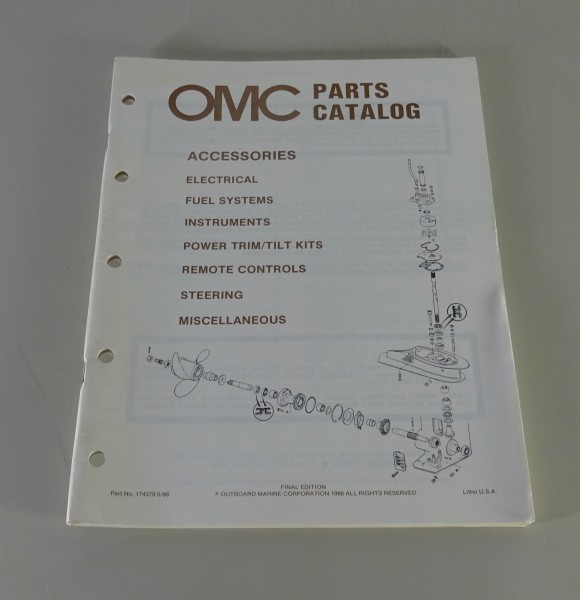 OMC PARTS
CATALOG
ACCESSORIES
ELECTRICAL
FUEL SYSTEMS
INSTRUMENTS
POWER TRIM/TILT KITS
REMOTE CONTROLS
STEERING
MISCELLANEOUS
FINAL EDITION
Part No. 174379 5/86 © OUTBOARD MARINE CORPORATION 1986 ALL RIGHTS RESERVED Litho U.S.A.